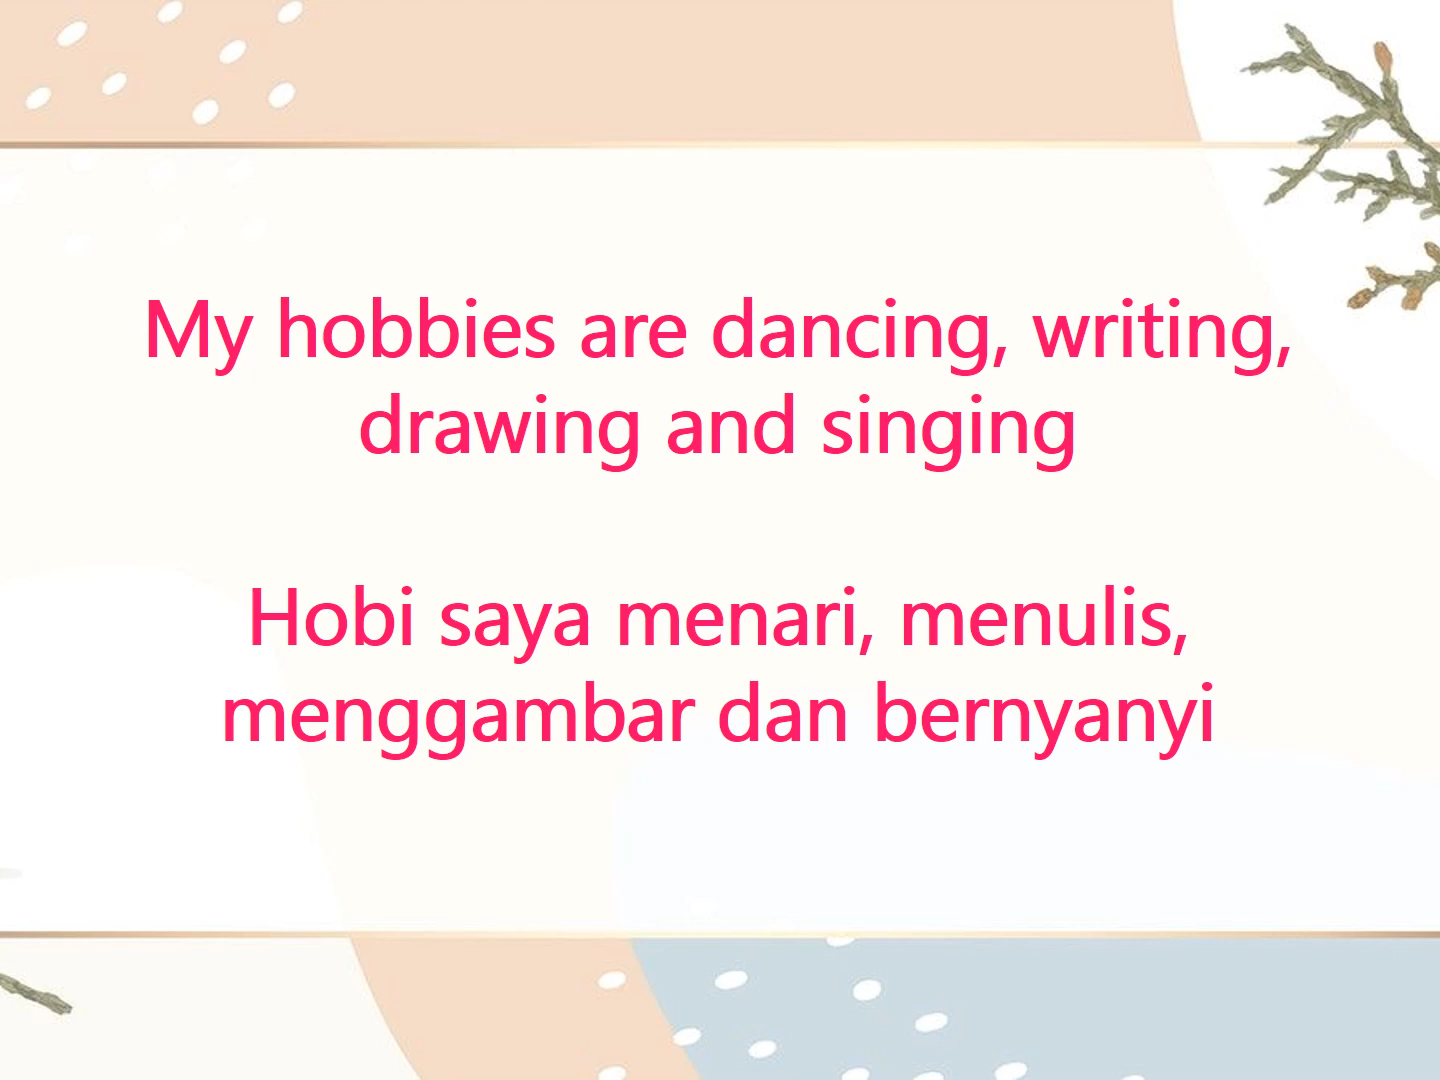 My hobbies are dancing, writing,
drawing and singing
Hobi saya menari, menulis,
menggambar dan bernyanyi